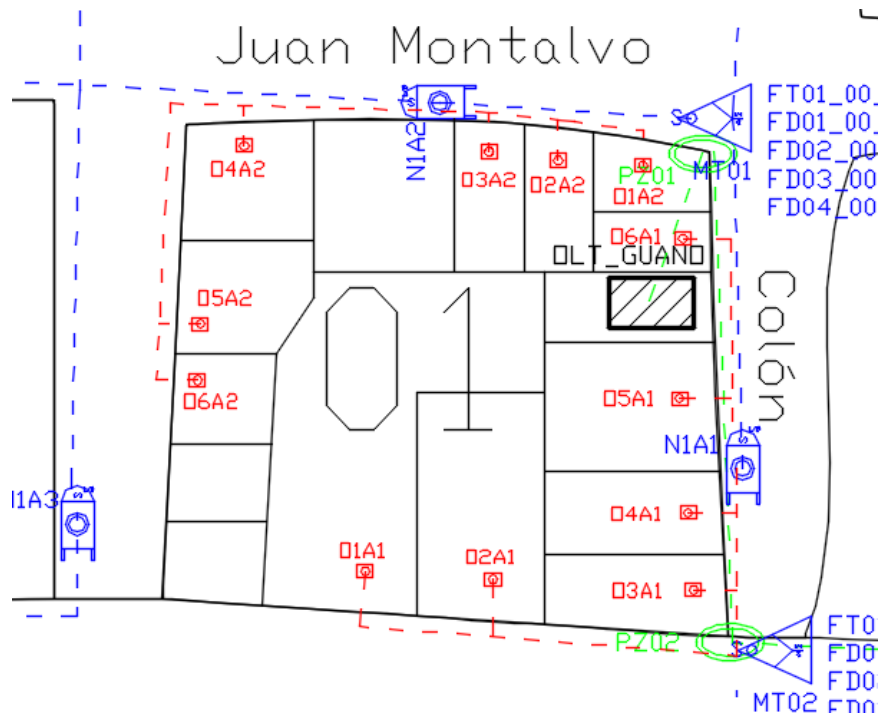 Juan Montalvo
FT01_00_
FD01_00_
FD02_00
FD03_00
FD04_00
N1A2
PZ01
MT01
04A2
03A2
02A2
01A2
06A1
OLT_GUANO
Colón
05A2
01
06A2
05A1
N1A1
N1A3
04A1
01A1
02A1
03A1
PZ02
MT02
FT0
FD0
FD0
FD0